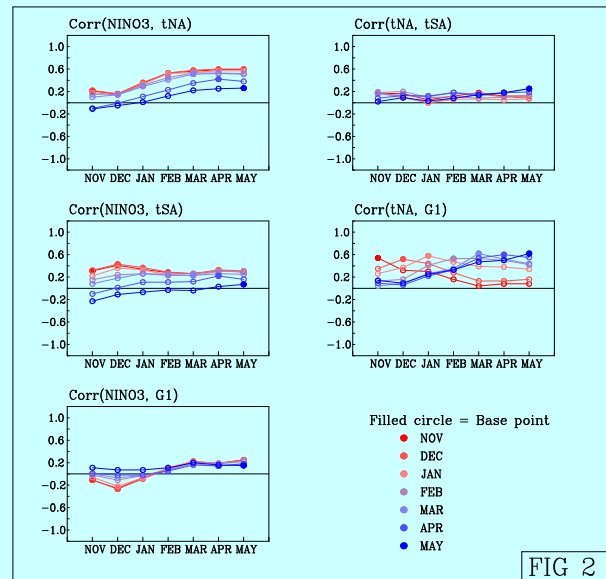 Corr(NINO3, tNA)
1.0
0.6
0.2
−0.2
−0.6
−1.0
NOV DEC JAN FEB MAR APR MAY
Corr(tNA, tSA)
1.0
0.6
0.2
−0.2
−0.6
−1.0
NOV DEC JAN FEB MAR APR MAY
Corr(NINO3, tSA)
1.0
0.6
0.2
−0.2
−0.6
−1.0
NOV DEC JAN FEB MAR APR MAY
Corr(tNA, G1)
1.0
0.6
0.2
−0.2
−0.6
−1.0
NOV DEC JAN FEB MAR APR MAY
Corr(NINO3, G1)
1.0
0.6
0.2
−0.2
−0.6
−1.0
NOV DEC JAN FEB MAR APR MAY
Filled circle = Base point
NOV
DEC
JAN
FEB
MAR
APR
MAY
FIG 2